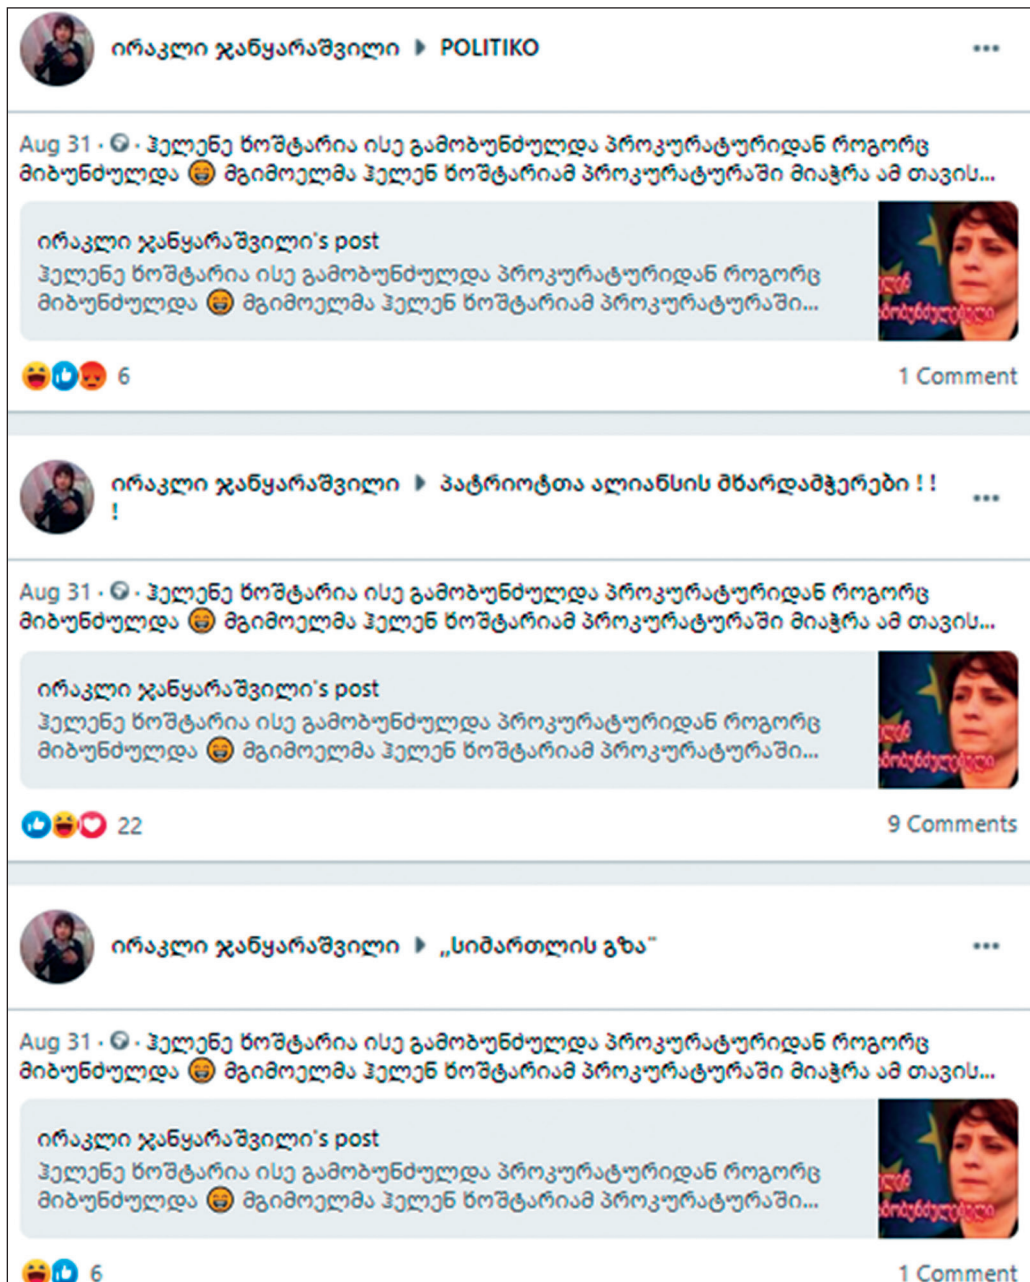 ირაკლი ჯანყარაშვილი ▸ POLITIKO
Aug 31 · ჰელენე ხოშტარია ისე გამობუნძულდა პროკურატურიდან როგორც
მიბუნძულდა 😁 მგიმოელმა ჰელენ ხოშტარიამ პროკურატურაში მიაჭრა ამ თავის...
ირაკლი ჯანყარაშვილი's post
ჰელენე ხოშტარია ისე გამობუნძულდა პროკურატურიდან როგორც
მიბუნძულდა 😁 მგიმოელმა ჰელენ ხოშტარიამ პროკურატურაში...
6
1 Comment
ირაკლი ჯანყარაშვილი ▸ პატრიოტთა ალიანსის მხარდამჭერები ! !
!
Aug 31 · ჰელენე ხოშტარია ისე გამობუნძულდა პროკურატურიდან როგორც
მიბუნძულდა 😁 მგიმოელმა ჰელენ ხოშტარიამ პროკურატურაში მიაჭრა ამ თავის...
ირაკლი ჯანყარაშვილი's post
ჰელენე ხოშტარია ისე გამობუნძულდა პროკურატურიდან როგორც
მიბუნძულდა 😁 მგიმოელმა ჰელენ ხოშტარიამ პროკურატურაში...
22
9 Comments
ირაკლი ჯანყარაშვილი ▸ ,,სიმართლის გზა¨
Aug 31 · ჰელენე ხოშტარია ისე გამობუნძულდა პროკურატურიდან როგორც
მიბუნძულდა 😁 მგიმოელმა ჰელენ ხოშტარიამ პროკურატურაში მიაჭრა ამ თავის...
ირაკლი ჯანყარაშვილი's post
ჰელენე ხოშტარია ისე გამობუნძულდა პროკურატურიდან როგორც
მიბუნძულდა 😁 მგიმოელმა ჰელენ ხოშტარიამ პროკურატურაში...
6
1 Comment